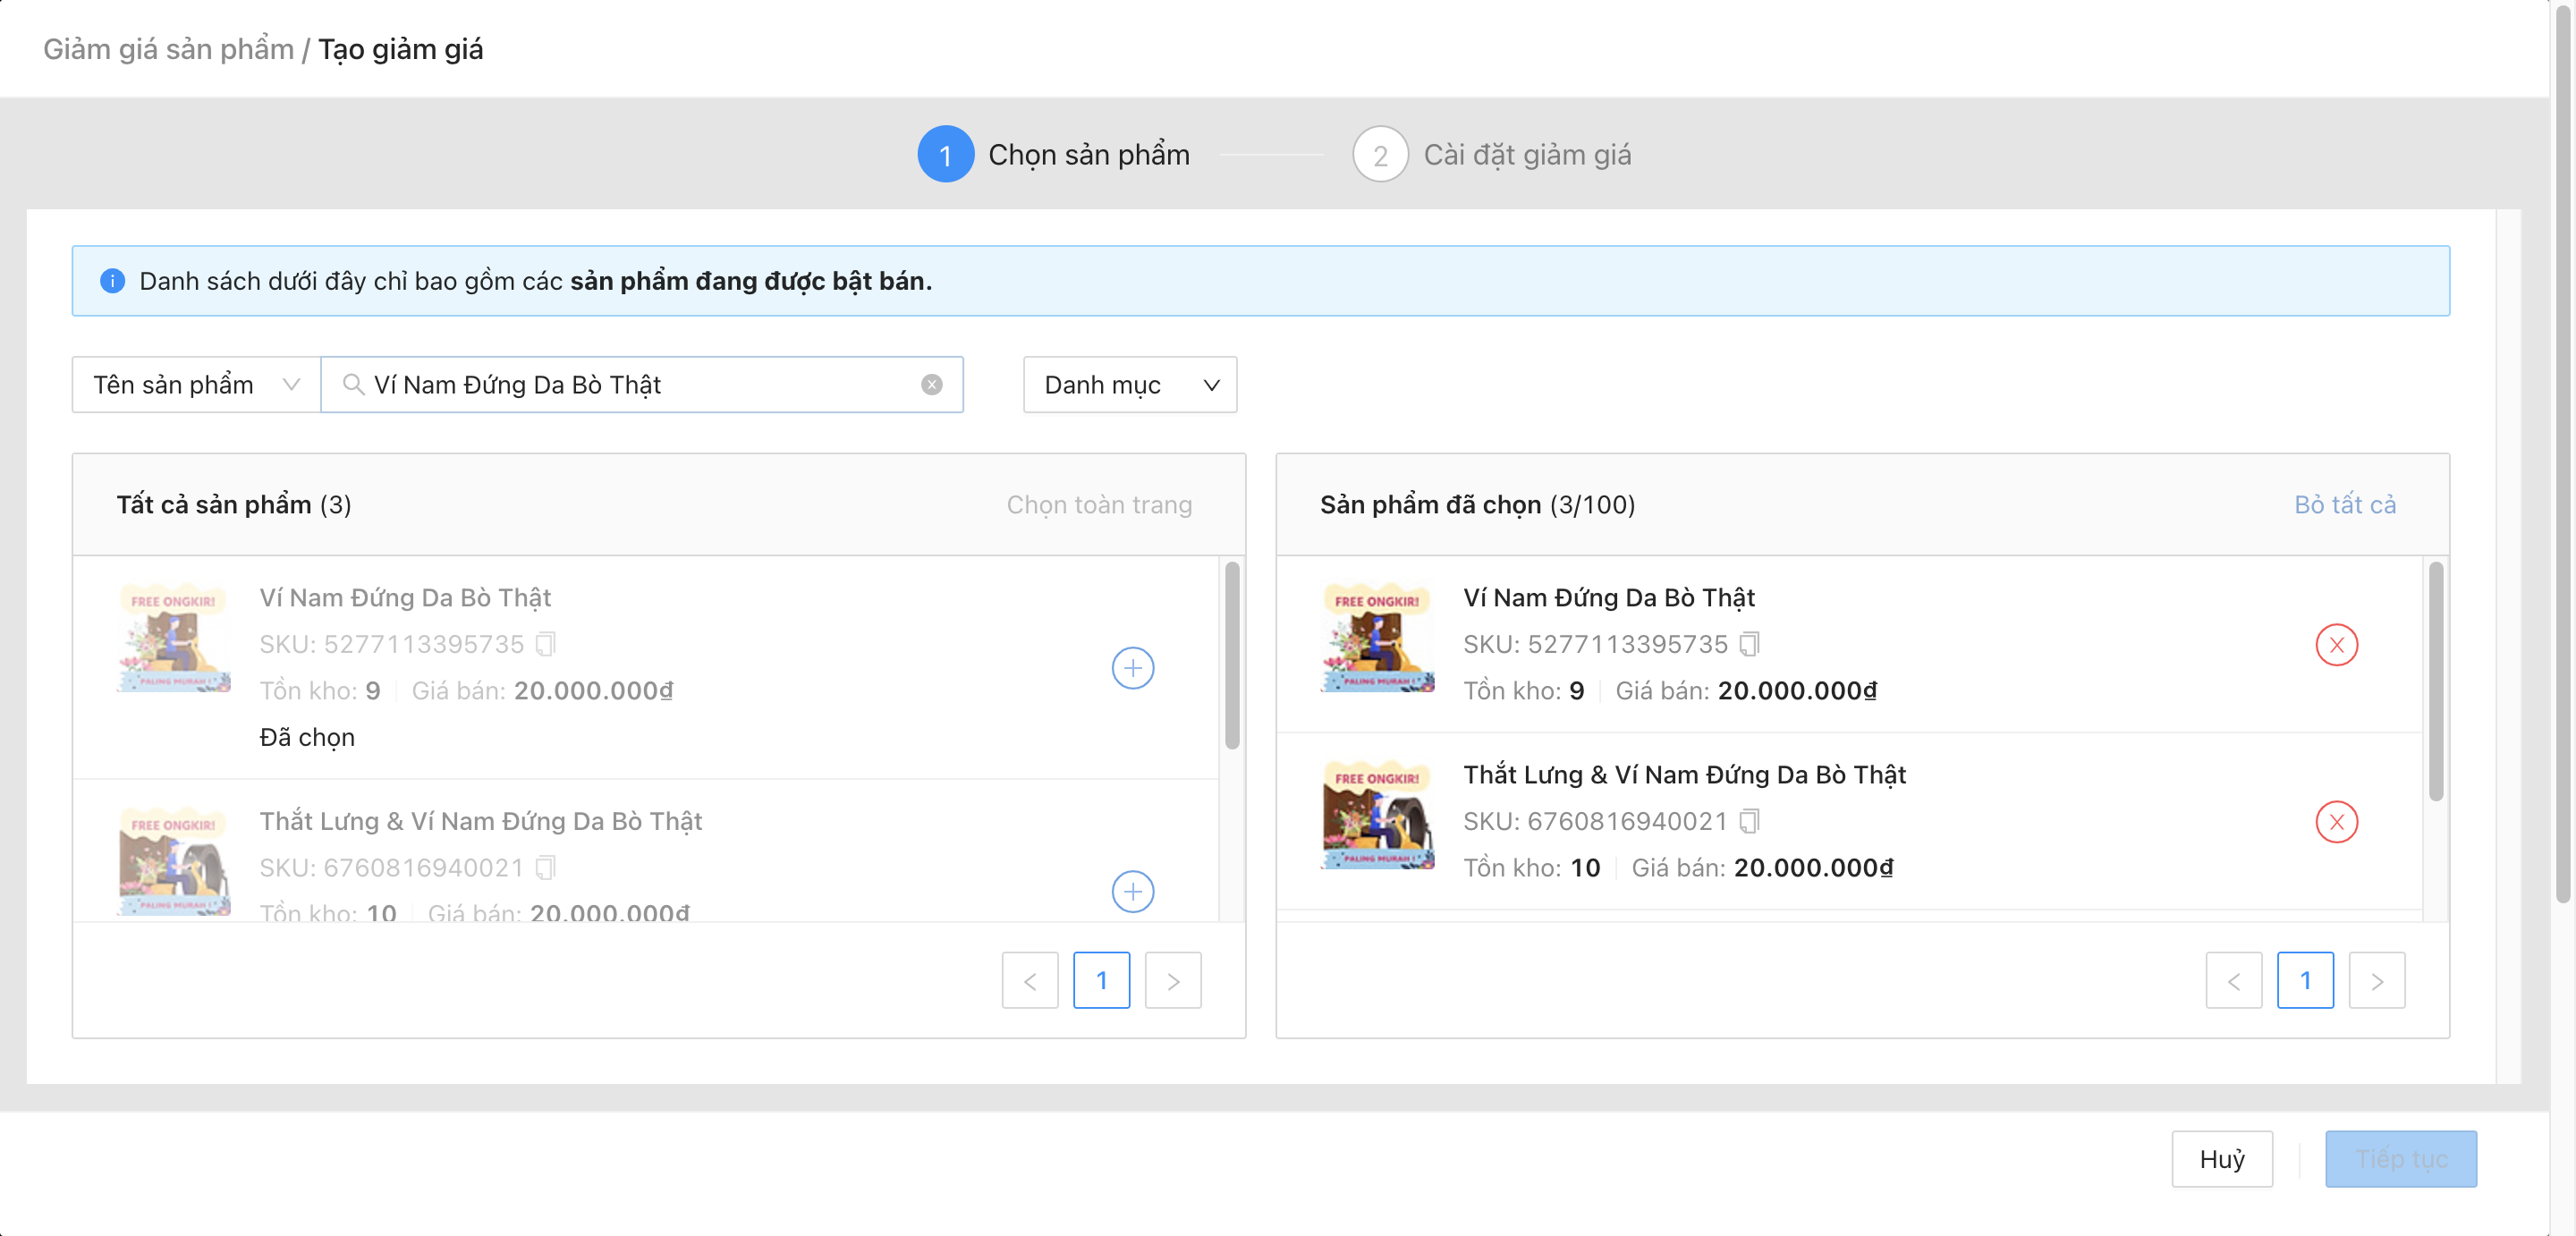 Giảm giá sản phẩm / Tạo giảm giá
1 Chọn sản phẩm
2 Cài đặt giảm giá
Danh sách dưới đây chỉ bao gồm các sản phẩm đang được bật bán.
Tên sản phẩm
Ví Nam Đứng Da Bò Thật
Danh mục
Tất cả sản phẩm (3)
Chọn toàn trang
FREE ONGKIR!
PALING MURAH !
Ví Nam Đứng Da Bò Thật
SKU: 5277113395735
Tồn kho: 9 Giá bán: 20.000.000₫
Đã chọn
FREE ONGKIR!
PALING MURAH !
Thắt Lưng & Ví Nam Đứng Da Bò Thật
SKU: 6760816940021
Tồn kho: 10 Giá bán: 20.000.000₫
1
Sản phẩm đã chọn (3/100)
Bỏ tất cả
FREE ONGKIR!
PALING MURAH !
Ví Nam Đứng Da Bò Thật
SKU: 5277113395735
Tồn kho: 9 Giá bán: 20.000.000₫
FREE ONGKIR!
PALING MURAH !
Thắt Lưng & Ví Nam Đứng Da Bò Thật
SKU: 6760816940021
Tồn kho: 10 Giá bán: 20.000.000₫
1
Huỷ
Tiếp tục